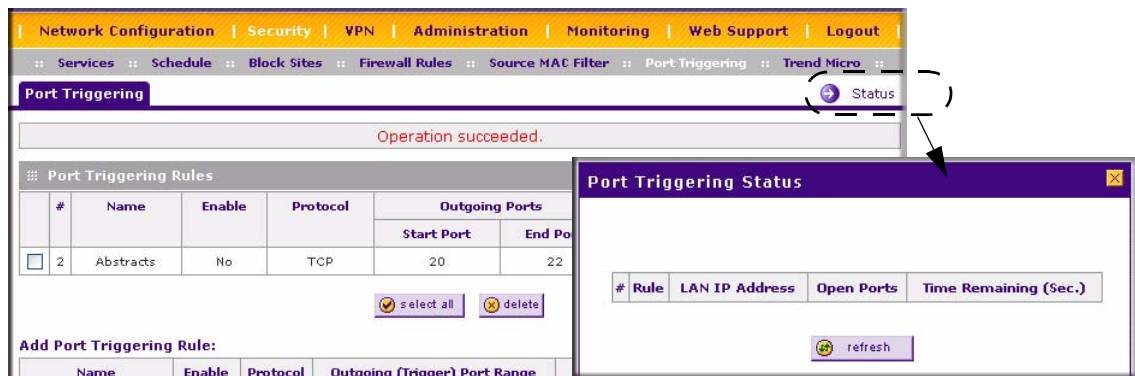 Network Configuration | Security | VPN | Administration | Monitoring | Web Support | Logout
:: Services :: Schedule :: Block Sites :: Firewall Rules :: Source MAC Filter :: Port Triggering :: Trend Micro ::
Port Triggering
Status
Operation succeeded.
Port Triggering Rules
# Name Enable Protocol Outgoing Ports
Start Port End Po
2 Abstracts No TCP 20 22
select all delete
Add Port Triggering Rule:
Name Enable Protocol Outgoing (Trigger) Port Range
Port Triggering Status
# Rule LAN IP Address Open Ports Time Remaining (Sec.)
refresh